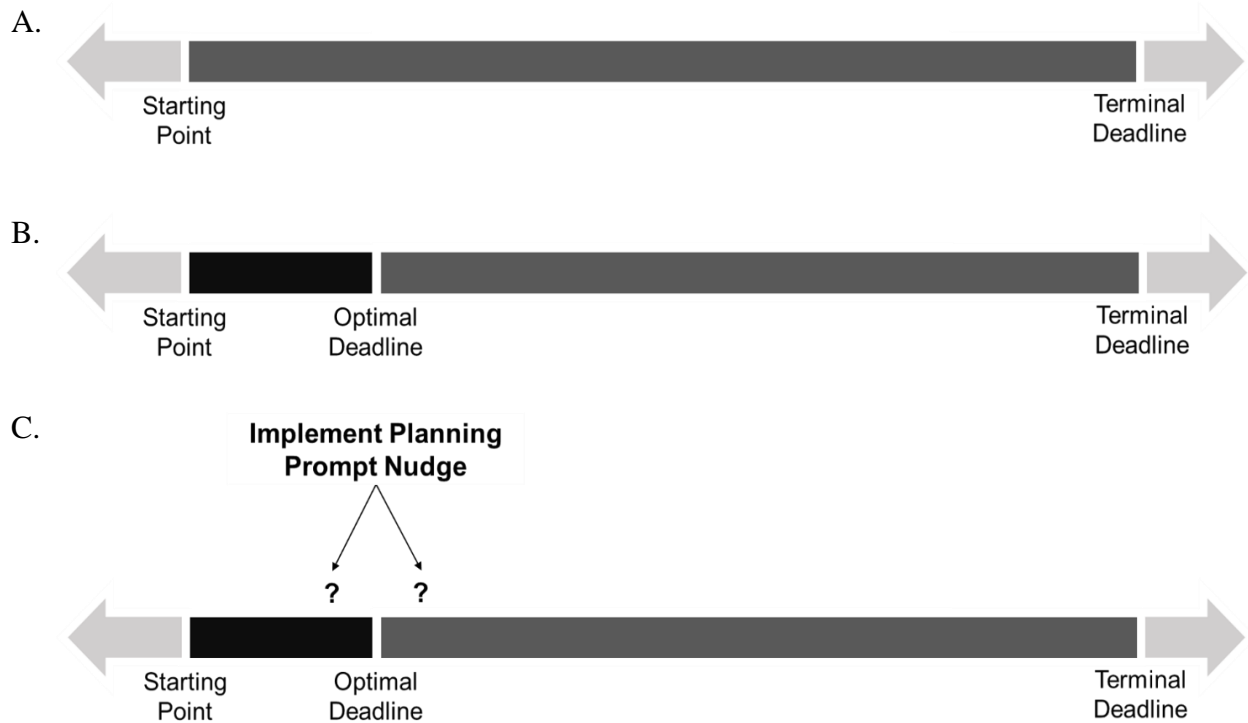 A.
Starting
Point
Terminal
Deadline
B.
Starting
Point
Optimal
Deadline
Terminal
Deadline
C.
Implement Planning
Prompt Nudge
? ?
Starting
Point
Optimal
Deadline
Terminal
Deadline